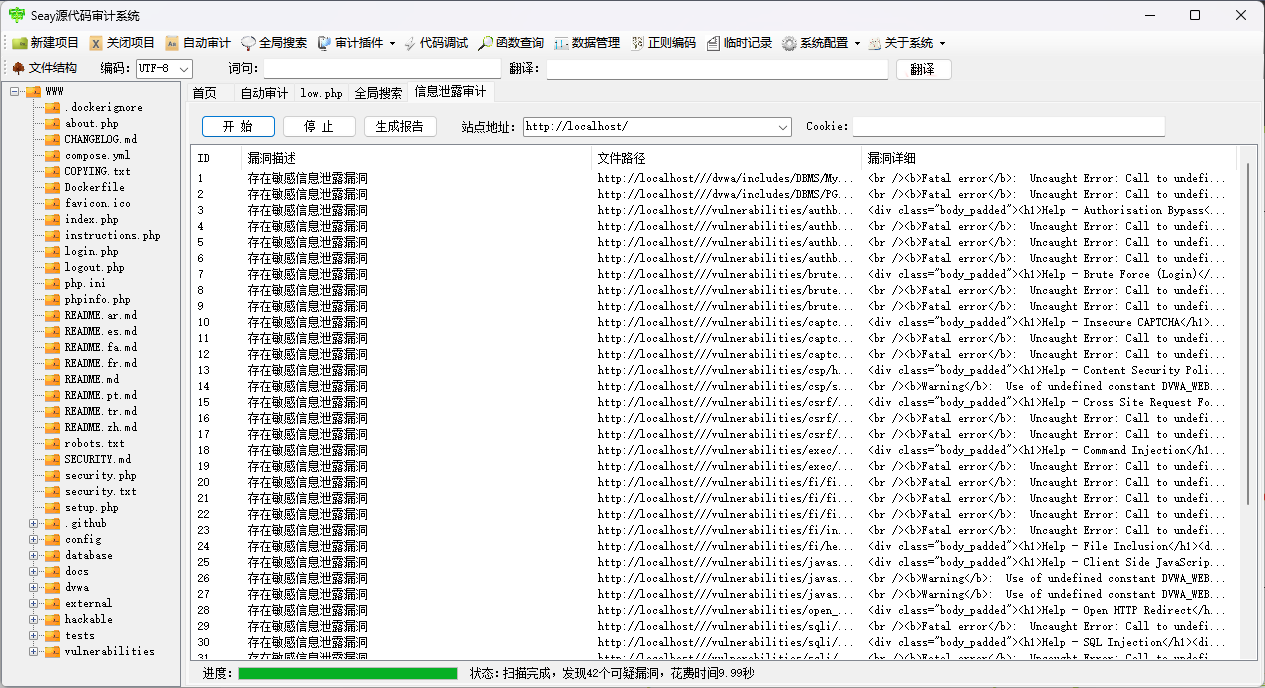 Seay源代码审计系统
新建项目 关闭项目 自动审计 全局搜索 审计插件 代码调试 函数查询 数据管理 正则编码 临时记录 系统配置 关于系统
文件结构 编码： UTF-8 词句： 翻译： 翻译
WWW
.dockerignore
about.php
CHANGELOG.md
compose.yml
COPYING.txt
Dockerfile
favicon.ico
index.php
instructions.php
login.php
logout.php
php.ini
phpinfo.php
README.ar.md
README.es.md
README.fa.md
README.fr.md
README.md
README.pt.md
README.tr.md
README.zh.md
robots.txt
SECURITY.md
security.php
security.txt
setup.php
.github
config
database
docs
dvwa
external
hackable
tests
vulnerabilities
首页 自动审计 low.php 全局搜索 信息泄露审计
开 始 停 止 生成报告 站点地址： http://localhost/ Cookie:
ID 漏洞描述 文件路径 漏洞详细
1 存在敏感信息泄露漏洞 http://localhost///dvwa/includes/DBMS/My... <br /><b>Fatal error</b>: Uncaught Error: Call to undefi...
2 存在敏感信息泄露漏洞 http://localhost///dvwa/includes/DBMS/PG... <br /><b>Fatal error</b>: Uncaught Error: Call to undefi...
3 存在敏感信息泄露漏洞 http://localhost///vulnerabilities/authb... <div class="body_padded"><h1>Help - Authorisation Bypass<...
4 存在敏感信息泄露漏洞 http://localhost///vulnerabilities/authb... <br /><b>Fatal error</b>: Uncaught Error: Call to undefi...
5 存在敏感信息泄露漏洞 http://localhost///vulnerabilities/authb... <br /><b>Fatal error</b>: Uncaught Error: Call to undefi...
6 存在敏感信息泄露漏洞 http://localhost///vulnerabilities/authb... <br /><b>Fatal error</b>: Uncaught Error: Call to undefi...
7 存在敏感信息泄露漏洞 http://localhost///vulnerabilities/brute... <div class="body_padded"><h1>Help - Brute Force (Login)</...
8 存在敏感信息泄露漏洞 http://localhost///vulnerabilities/brute... <br /><b>Fatal error</b>: Uncaught Error: Call to undefi...
9 存在敏感信息泄露漏洞 http://localhost///vulnerabilities/brute... <br /><b>Fatal error</b>: Uncaught Error: Call to undefi...
10 存在敏感信息泄露漏洞 http://localhost///vulnerabilities/captc... <div class="body_padded"><h1>Help - Insecure CAPTCHA</h1>...
11 存在敏感信息泄露漏洞 http://localhost///vulnerabilities/captc... <br /><b>Fatal error</b>: Uncaught Error: Call to undefi...
12 存在敏感信息泄露漏洞 http://localhost///vulnerabilities/captc... <br /><b>Fatal error</b>: Uncaught Error: Call to undefi...
13 存在敏感信息泄露漏洞 http://localhost///vulnerabilities/csp/h... <div class="body_padded"><h1>Help - Content Security Poli...
14 存在敏感信息泄露漏洞 http://localhost///vulnerabilities/csp/s... <br /><b>Warning</b>: Use of undefined constant DVWA_WEB...
15 存在敏感信息泄露漏洞 http://localhost///vulnerabilities/csrf/... <div class="body_padded"><h1>Help - Cross Site Request Fo...
16 存在敏感信息泄露漏洞 http://localhost///vulnerabilities/csrf/... <br /><b>Fatal error</b>: Uncaught Error: Call to undefi...
17 存在敏感信息泄露漏洞 http://localhost///vulnerabilities/csrf/... <br /><b>Fatal error</b>: Uncaught Error: Call to undefi...
18 存在敏感信息泄露漏洞 http://localhost///vulnerabilities/exec/... <div class="body_padded"><h1>Help - Command Injection</h1...
19 存在敏感信息泄露漏洞 http://localhost///vulnerabilities/exec/... <br /><b>Fatal error</b>: Uncaught Error: Call to undefi...
20 存在敏感信息泄露漏洞 http://localhost///vulnerabilities/fi/fi... <br /><b>Fatal error</b>: Uncaught Error: Call to undefi...
21 存在敏感信息泄露漏洞 http://localhost///vulnerabilities/fi/fi... <br /><b>Fatal error</b>: Uncaught Error: Call to undefi...
22 存在敏感信息泄露漏洞 http://localhost///vulnerabilities/fi/fi... <br /><b>Fatal error</b>: Uncaught Error: Call to undefi...
23 存在敏感信息泄露漏洞 http://localhost///vulnerabilities/fi/in... <br /><b>Fatal error</b>: Uncaught Error: Call to undefi...
24 存在敏感信息泄露漏洞 http://localhost///vulnerabilities/fi/he... <div class="body_padded"><h1>Help - File Inclusion</h1><d...
25 存在敏感信息泄露漏洞 http://localhost///vulnerabilities/javas... <div class="body_padded"><h1>Help - Client Side JavaScrip...
26 存在敏感信息泄露漏洞 http://localhost///vulnerabilities/javas... <br /><b>Warning</b>: Use of undefined constant DVWA_WEB...
27 存在敏感信息泄露漏洞 http://localhost///vulnerabilities/javas... <br /><b>Warning</b>: Use of undefined constant DVWA_WEB...
28 存在敏感信息泄露漏洞 http://localhost///vulnerabilities/open_... <div class="body_padded"><h1>Help - Open HTTP Redirect</h...
29 存在敏感信息泄露漏洞 http://localhost///vulnerabilities/sqli/... <br /><b>Fatal error</b>: Uncaught Error: Call to undefi...
30 存在敏感信息泄露漏洞 http://localhost///vulnerabilities/sqli/... <div class="body_padded"><h1>Help - SQL Injection</h1><di...
31 存在敏感信息泄露漏洞 http://localhost///vulnerabilities/sqli/... <br /><b>Fatal error</b>: Uncaught Error: Call to undefi...
进度： 状态：扫描完成，发现42个可疑漏洞，花费时间9.99秒